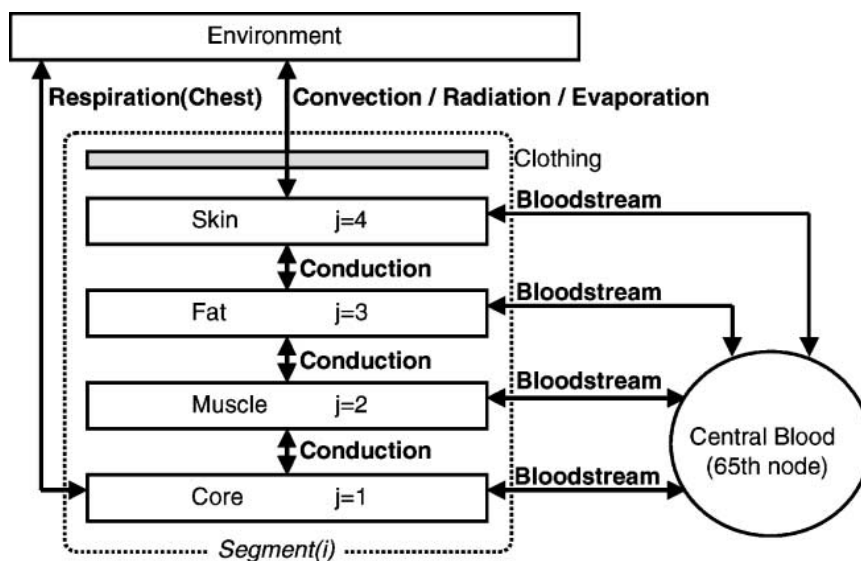 Environment
Respiration(Chest)
Convection / Radiation / Evaporation
Clothing
Bloodstream
Skin j=4
Conduction
Bloodstream
Fat j=3
Conduction
Bloodstream
Muscle j=2
Central Blood
(65th node)
Conduction
Bloodstream
Core j=1
Segment(i)